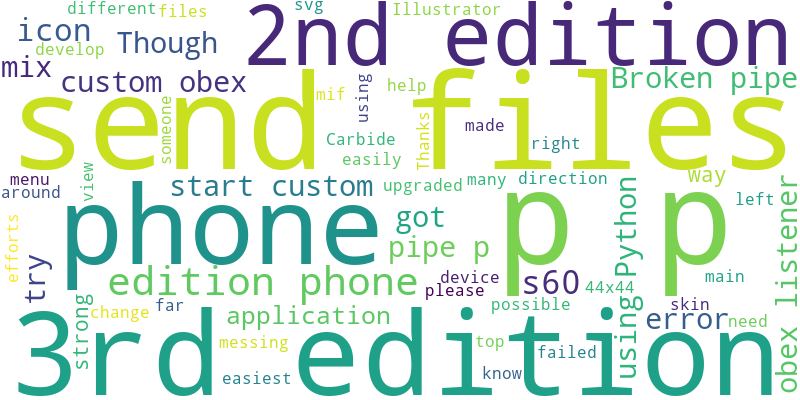 different files svg Illustrator
icon Though 2nd edition
develop
mix custom obex using mif help Broken pipe
send files
someone Thanks made
Carbide right
easily
menu view start custom upgraded many direction way
around left
phone p p
efforts got using Python obex listener
try pipe p
edition phone device s60 44x44 main
please
strong change far possible skin
application error need
3rd edition
messing top failed
easiest know